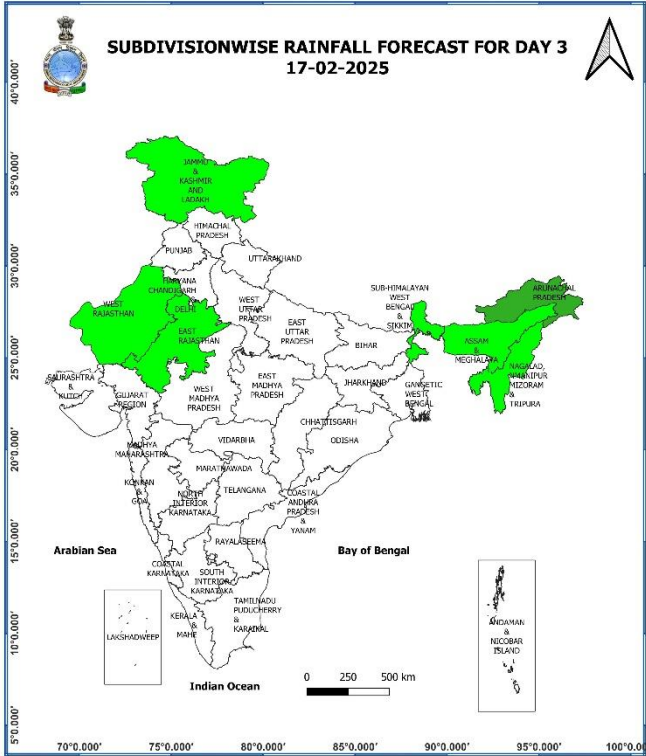 SUBDIVISIONWISE RAINFALL FORECAST FOR DAY 3
17-02-2025
40°0.000'
35°0.000'
30°0.000'
25°0.000'
20°0.000'
15°0.000'
10°0.000'
5°0.000'
JAMMU
&
KASHMIR
AND
LADAKH
HIMACHAL
PRADESH
PUNJAB
UTTARAKHAND
HARYANA
CHANDIGARH
&
DELHI
WEST
RAJASTHAN
EAST
RAJASTHAN
WEST
UTTAR
PRADESH
EAST
UTTAR
PRADESH
SUB-HIMALAYAN
WEST
BENGAL
&
SIKKIM
ARUNACHAL
PRADESH
ASSAM
&
MEGHALAYA
NAGALAD,
MANIPUR
MIZORAM
&
TRIPURA
BIHAR
SAURASHTRA
&
KUTCH
GUJARAT
REGION
WEST
MADHYA
PRADESH
EAST
MADHYA
PRADESH
JHARKHAND
GANGETIC
WEST
BENGAL
CHHATTISGARH
ODISHA
VIDARBHA
MADHYA
MAHARASHTRA
MARATHWADA
KONKAN
&
GOA
NORTH
INTERIOR
KARNATAKA
TELANGANA
COASTAL
ANDHRA
PRADESH
&
YANAM
RAYALASEEMA
Arabian Sea
Bay of Bengal
COASTAL
KARNATAKA
SOUTH
INTERIOR
KARNATAKA
TAMILNADU
PUDUCHERRY
&
KARAIKAL
KERALA
&
MAHE
LAKSHADWEEP
ANDAMAN
&
NICOBAR
ISLAND
Indian Ocean
0 250 500 km
70°0.000' 75°0.000' 80°0.000' 85°0.000' 90°0.000' 95°0.000' 100°0.00